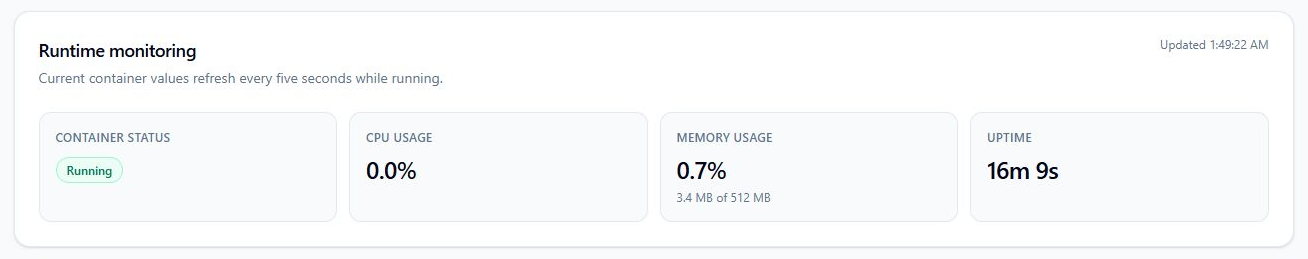 Runtime monitoring
Updated 1:49:22 AM
Current container values refresh every five seconds while running.
CONTAINER STATUS
Running
CPU USAGE
0.0%
MEMORY USAGE
0.7%
3.4 MB of 512 MB
UPTIME
16m 9s